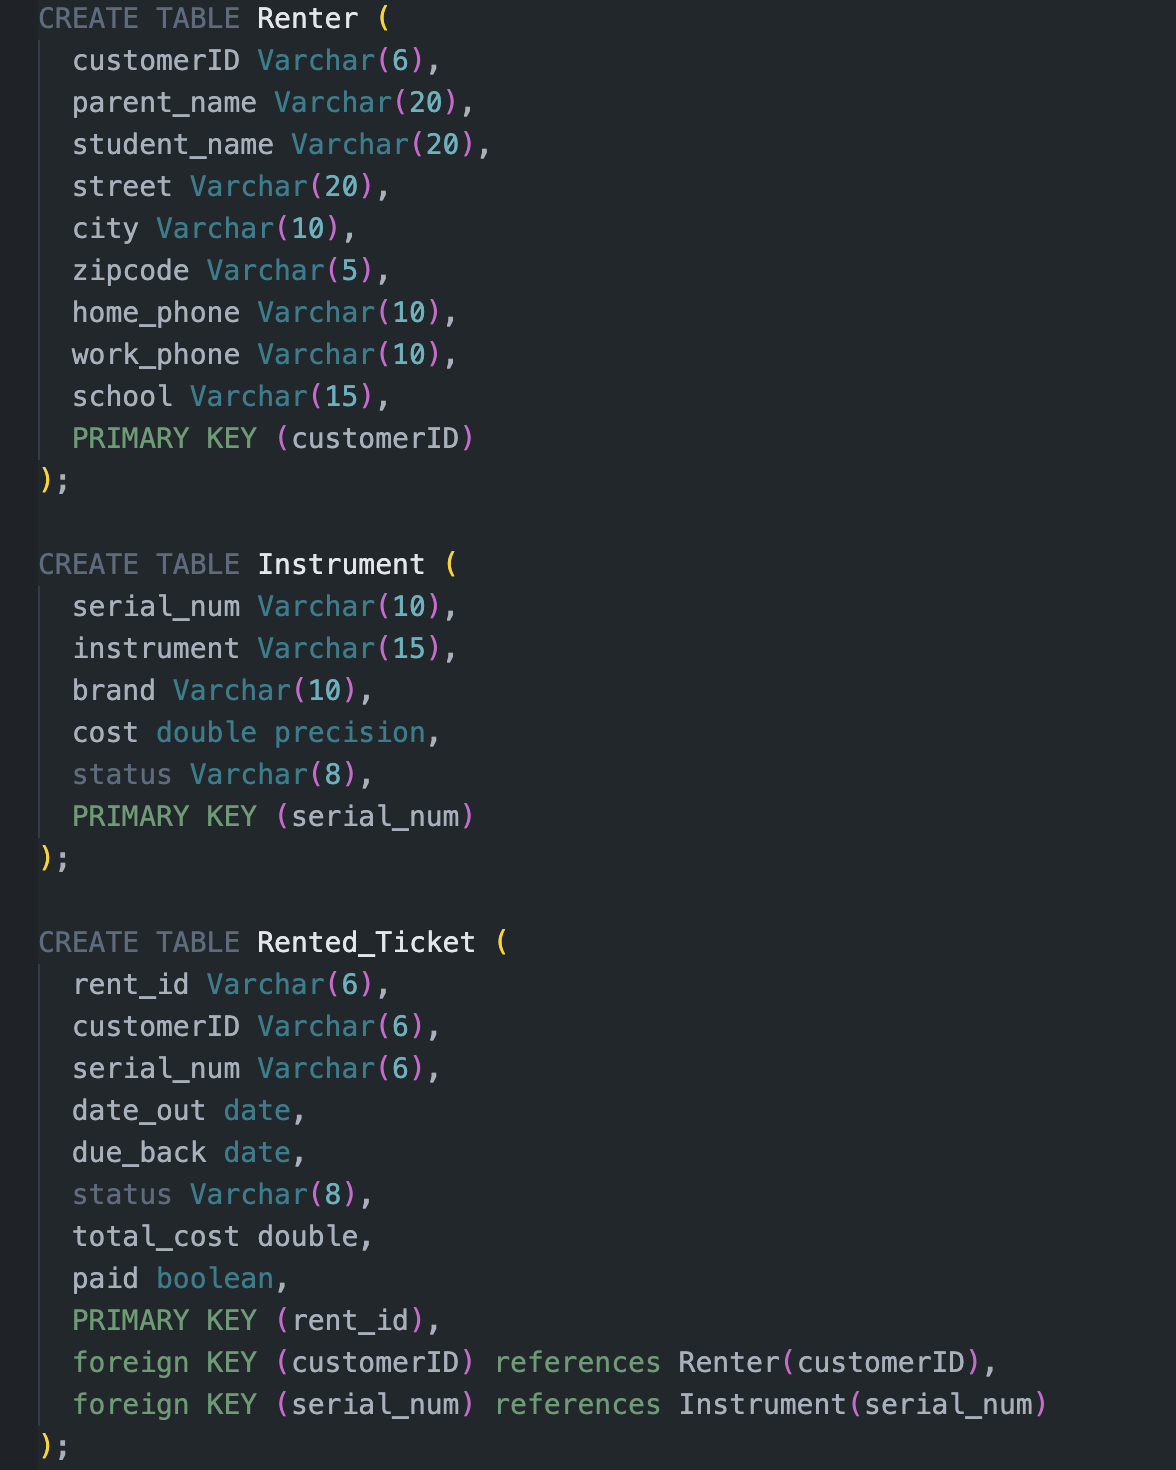 CREATE TABLE Renter (
  customerID Varchar(6),
  parent_name Varchar(20),
  student_name Varchar(20),
  street Varchar(20),
  city Varchar(10),
  zipcode Varchar(5),
  home_phone Varchar(10),
  work_phone Varchar(10),
  school Varchar(15),
  PRIMARY KEY (customerID)
);

CREATE TABLE Instrument (
  serial_num Varchar(10),
  instrument Varchar(15),
  brand Varchar(10),
  cost double precision,
  status Varchar(8),
  PRIMARY KEY (serial_num)
);

CREATE TABLE Rented_Ticket (
  rent_id Varchar(6),
  customerID Varchar(6),
  serial_num Varchar(6),
  date_out date,
  due_back date,
  status Varchar(8),
  total_cost double,
  paid boolean,
  PRIMARY KEY (rent_id),
  foreign KEY (customerID) references Renter(customerID),
  foreign KEY (serial_num) references Instrument(serial_num)
);